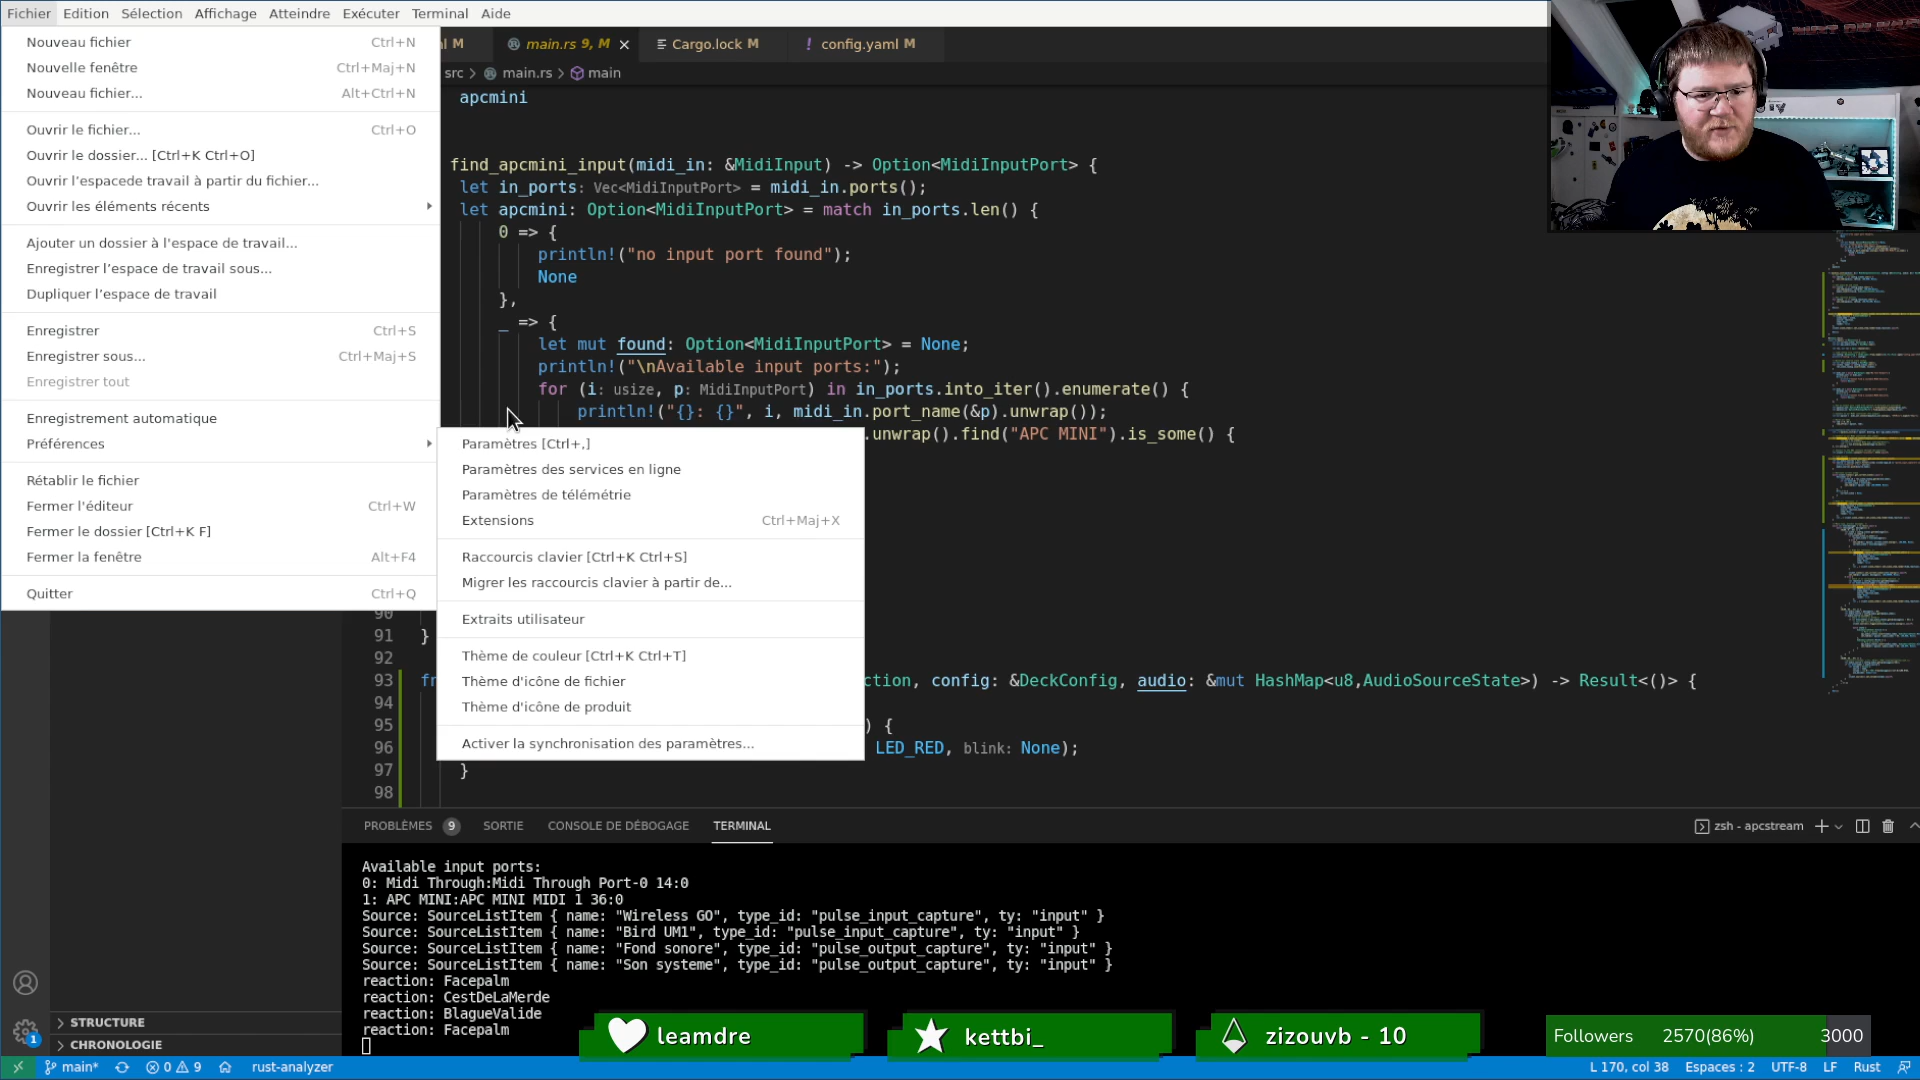 Fichier Edition Sélection Affichage Atteindre Exécuter Terminal Aide
Nouveau fichier Ctrl+N
Nouvelle fenêtre Ctrl+Maj+N
Nouveau fichier... Alt+Ctrl+N
Ouvrir le fichier... Ctrl+O
Ouvrir le dossier... [Ctrl+K Ctrl+O]
Ouvrir l’espacede travail à partir du fichier...
Ouvrir les éléments récents
Ajouter un dossier à l'espace de travail...
Enregistrer l’espace de travail sous...
Dupliquer l’espace de travail
Enregistrer Ctrl+S
Enregistrer sous... Ctrl+Maj+S
Enregistrer tout
Enregistrement automatique
Préférences
Rétablir le fichier
Fermer l'éditeur Ctrl+W
Fermer le dossier [Ctrl+K F]
Fermer la fenêtre Alt+F4
Quitter Ctrl+Q
Paramètres [Ctrl+,]
Paramètres des services en ligne
Paramètres de télémétrie
Extensions Ctrl+Maj+X
Raccourcis clavier [Ctrl+K Ctrl+S]
Migrer les raccourcis clavier à partir de...
Extraits utilisateur
Thème de couleur [Ctrl+K Ctrl+T]
Thème d'icône de fichier
Thème d'icône de produit
Activer la synchronisation des paramètres...
l M main.rs 9, M Cargo.lock M ! config.yaml M
src > main.rs > main
apcmini
find_apcmini_input(midi_in: &MidiInput) -> Option<MidiInputPort> {
let in_ports: Vec<MidiInputPort> = midi_in.ports();
let apcmini: Option<MidiInputPort> = match in_ports.len() {
0 => {
println!("no input port found");
None
},
_ => {
let mut found: Option<MidiInputPort> = None;
println!("\nAvailable input ports:");
for (i: usize, p: MidiInputPort) in in_ports.into_iter().enumerate() {
println!("{}: {}", i, midi_in.port_name(&p).unwrap());
.unwrap().find("APC MINI").is_some() {
90
91 }
92
93 fn ction, config: &DeckConfig, audio: &mut HashMap<u8,AudioSourceState>) -> Result<()> {
94
95 ) {
96 LED_RED, blink: None);
97 }
98
PROBLÈMES 9 SORTIE CONSOLE DE DÉBOGAGE TERMINAL zsh - apcstream
Available input ports:
0: Midi Through:Midi Through Port-0 14:0
1: APC MINI:APC MINI MIDI 1 36:0
Source: SourceListItem { name: "Wireless GO", type_id: "pulse_input_capture", ty: "input" }
Source: SourceListItem { name: "Bird UM1", type_id: "pulse_input_capture", ty: "input" }
Source: SourceListItem { name: "Fond sonore", type_id: "pulse_output_capture", ty: "input" }
Source: SourceListItem { name: "Son systeme", type_id: "pulse_output_capture", ty: "input" }
reaction: Facepalm
reaction: CestDeLaMerde
reaction: BlagueValide
reaction: Facepalm
STRUCTURE
CHRONOLOGIE
leamdre kettbi_ zizouvb - 10 Followers 2570(86%) 3000
1
main* 0 9 rust-analyzer L 170, col 38 Espaces : 2 UTF-8 LF Rust